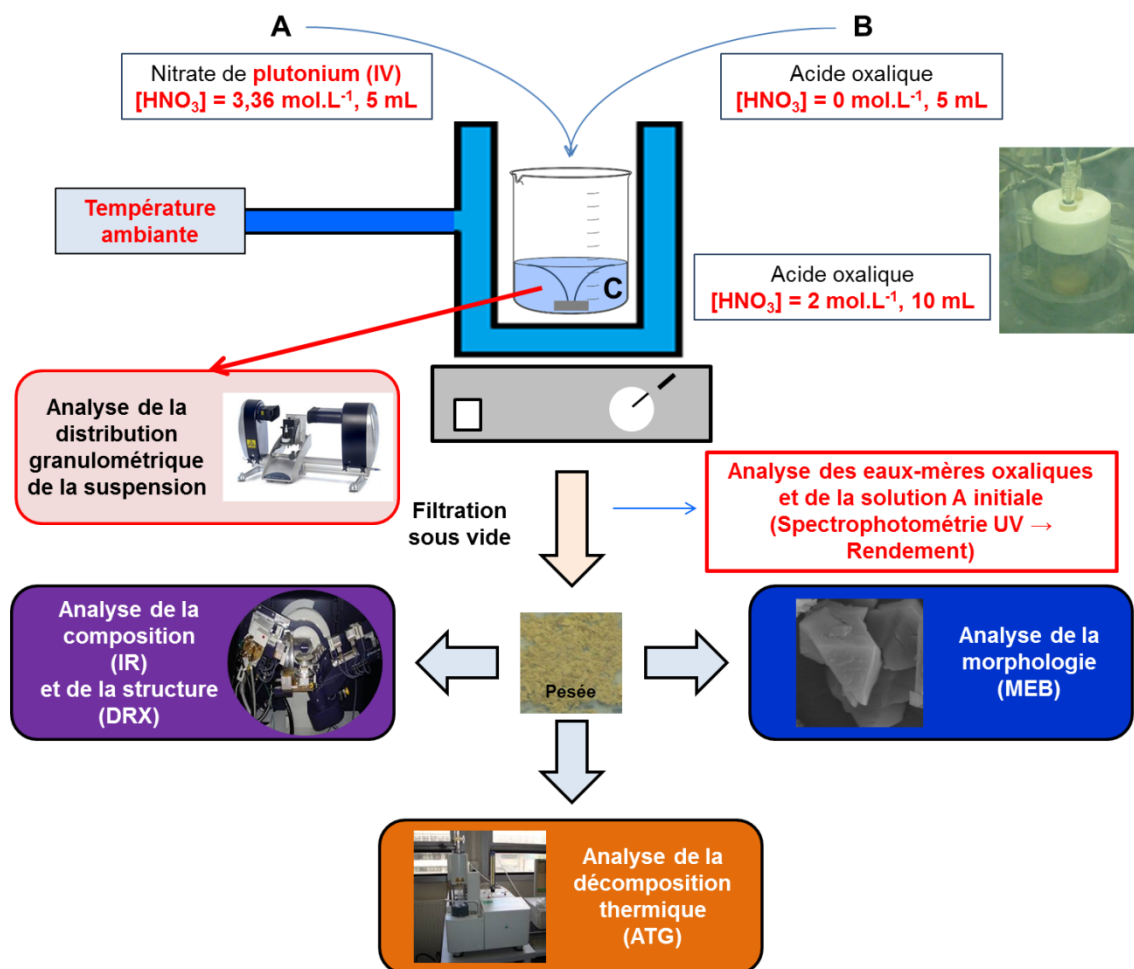 A
B
Nitrate de plutonium (IV)
[HNO₃] = 3,36 mol.L⁻¹, 5 mL
Acide oxalique
[HNO₃] = 0 mol.L⁻¹, 5 mL
Température
ambiante
C
Acide oxalique
[HNO₃] = 2 mol.L⁻¹, 10 mL
Analyse de la
distribution
granulométrique
de la suspension
Filtration
sous vide
Analyse des eaux-mères oxaliques
et de la solution A initiale
(Spectrophotométrie UV →
Rendement)
Analyse de la
composition
(IR)
et de la structure
(DRX)
Pesée
Analyse de la
morphologie
(MEB)
Analyse de la
décomposition
thermique
(ATG)